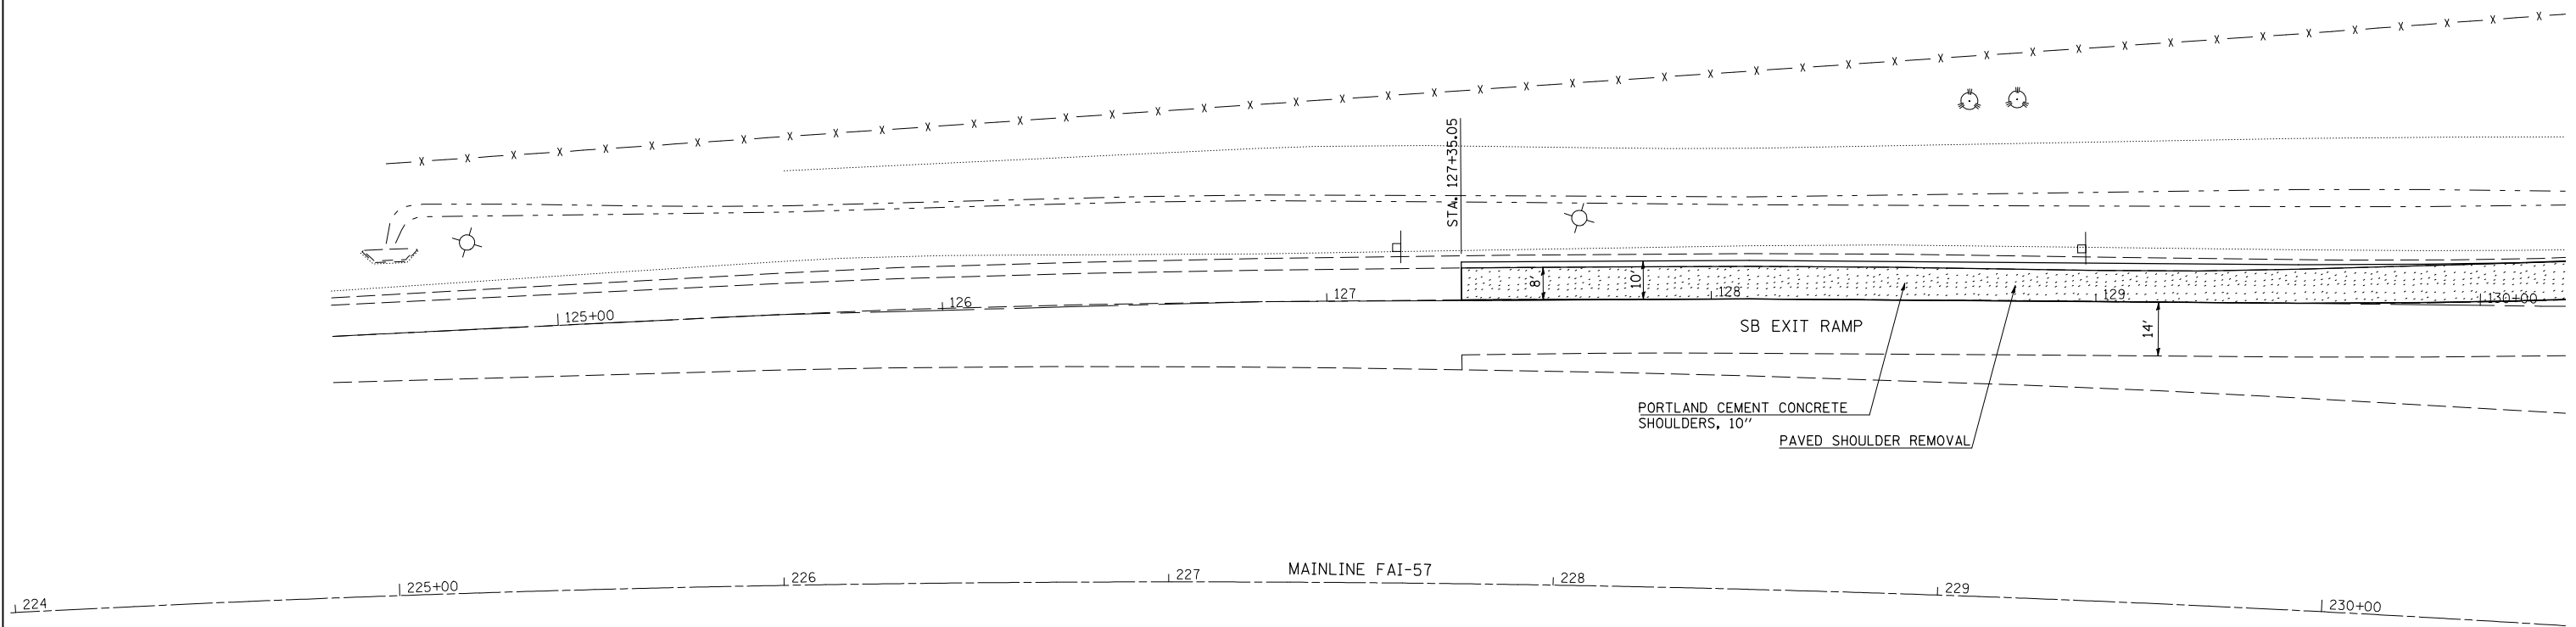 STA. 127+35.05
8'
10'
125+00
126
127
128
129
130+00
SB EXIT RAMP
14'
PORTLAND CEMENT CONCRETE
SHOULDERS, 10"
PAVED SHOULDER REMOVAL
MAINLINE FAI-57
224
225+00
226
227
228
229
230+00